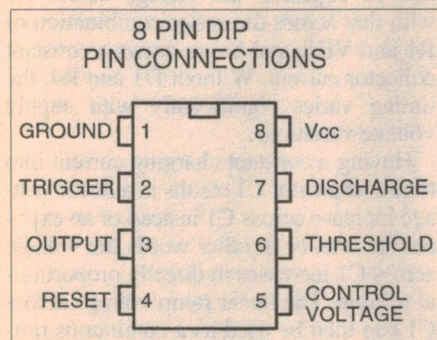 8 PIN DIP
PIN CONNECTIONS
GROUND 1 8 Vcc
TRIGGER 2 7 DISCHARGE
OUTPUT 3 6 THRESHOLD
RESET 4 5 CONTROL
VOLTAGE